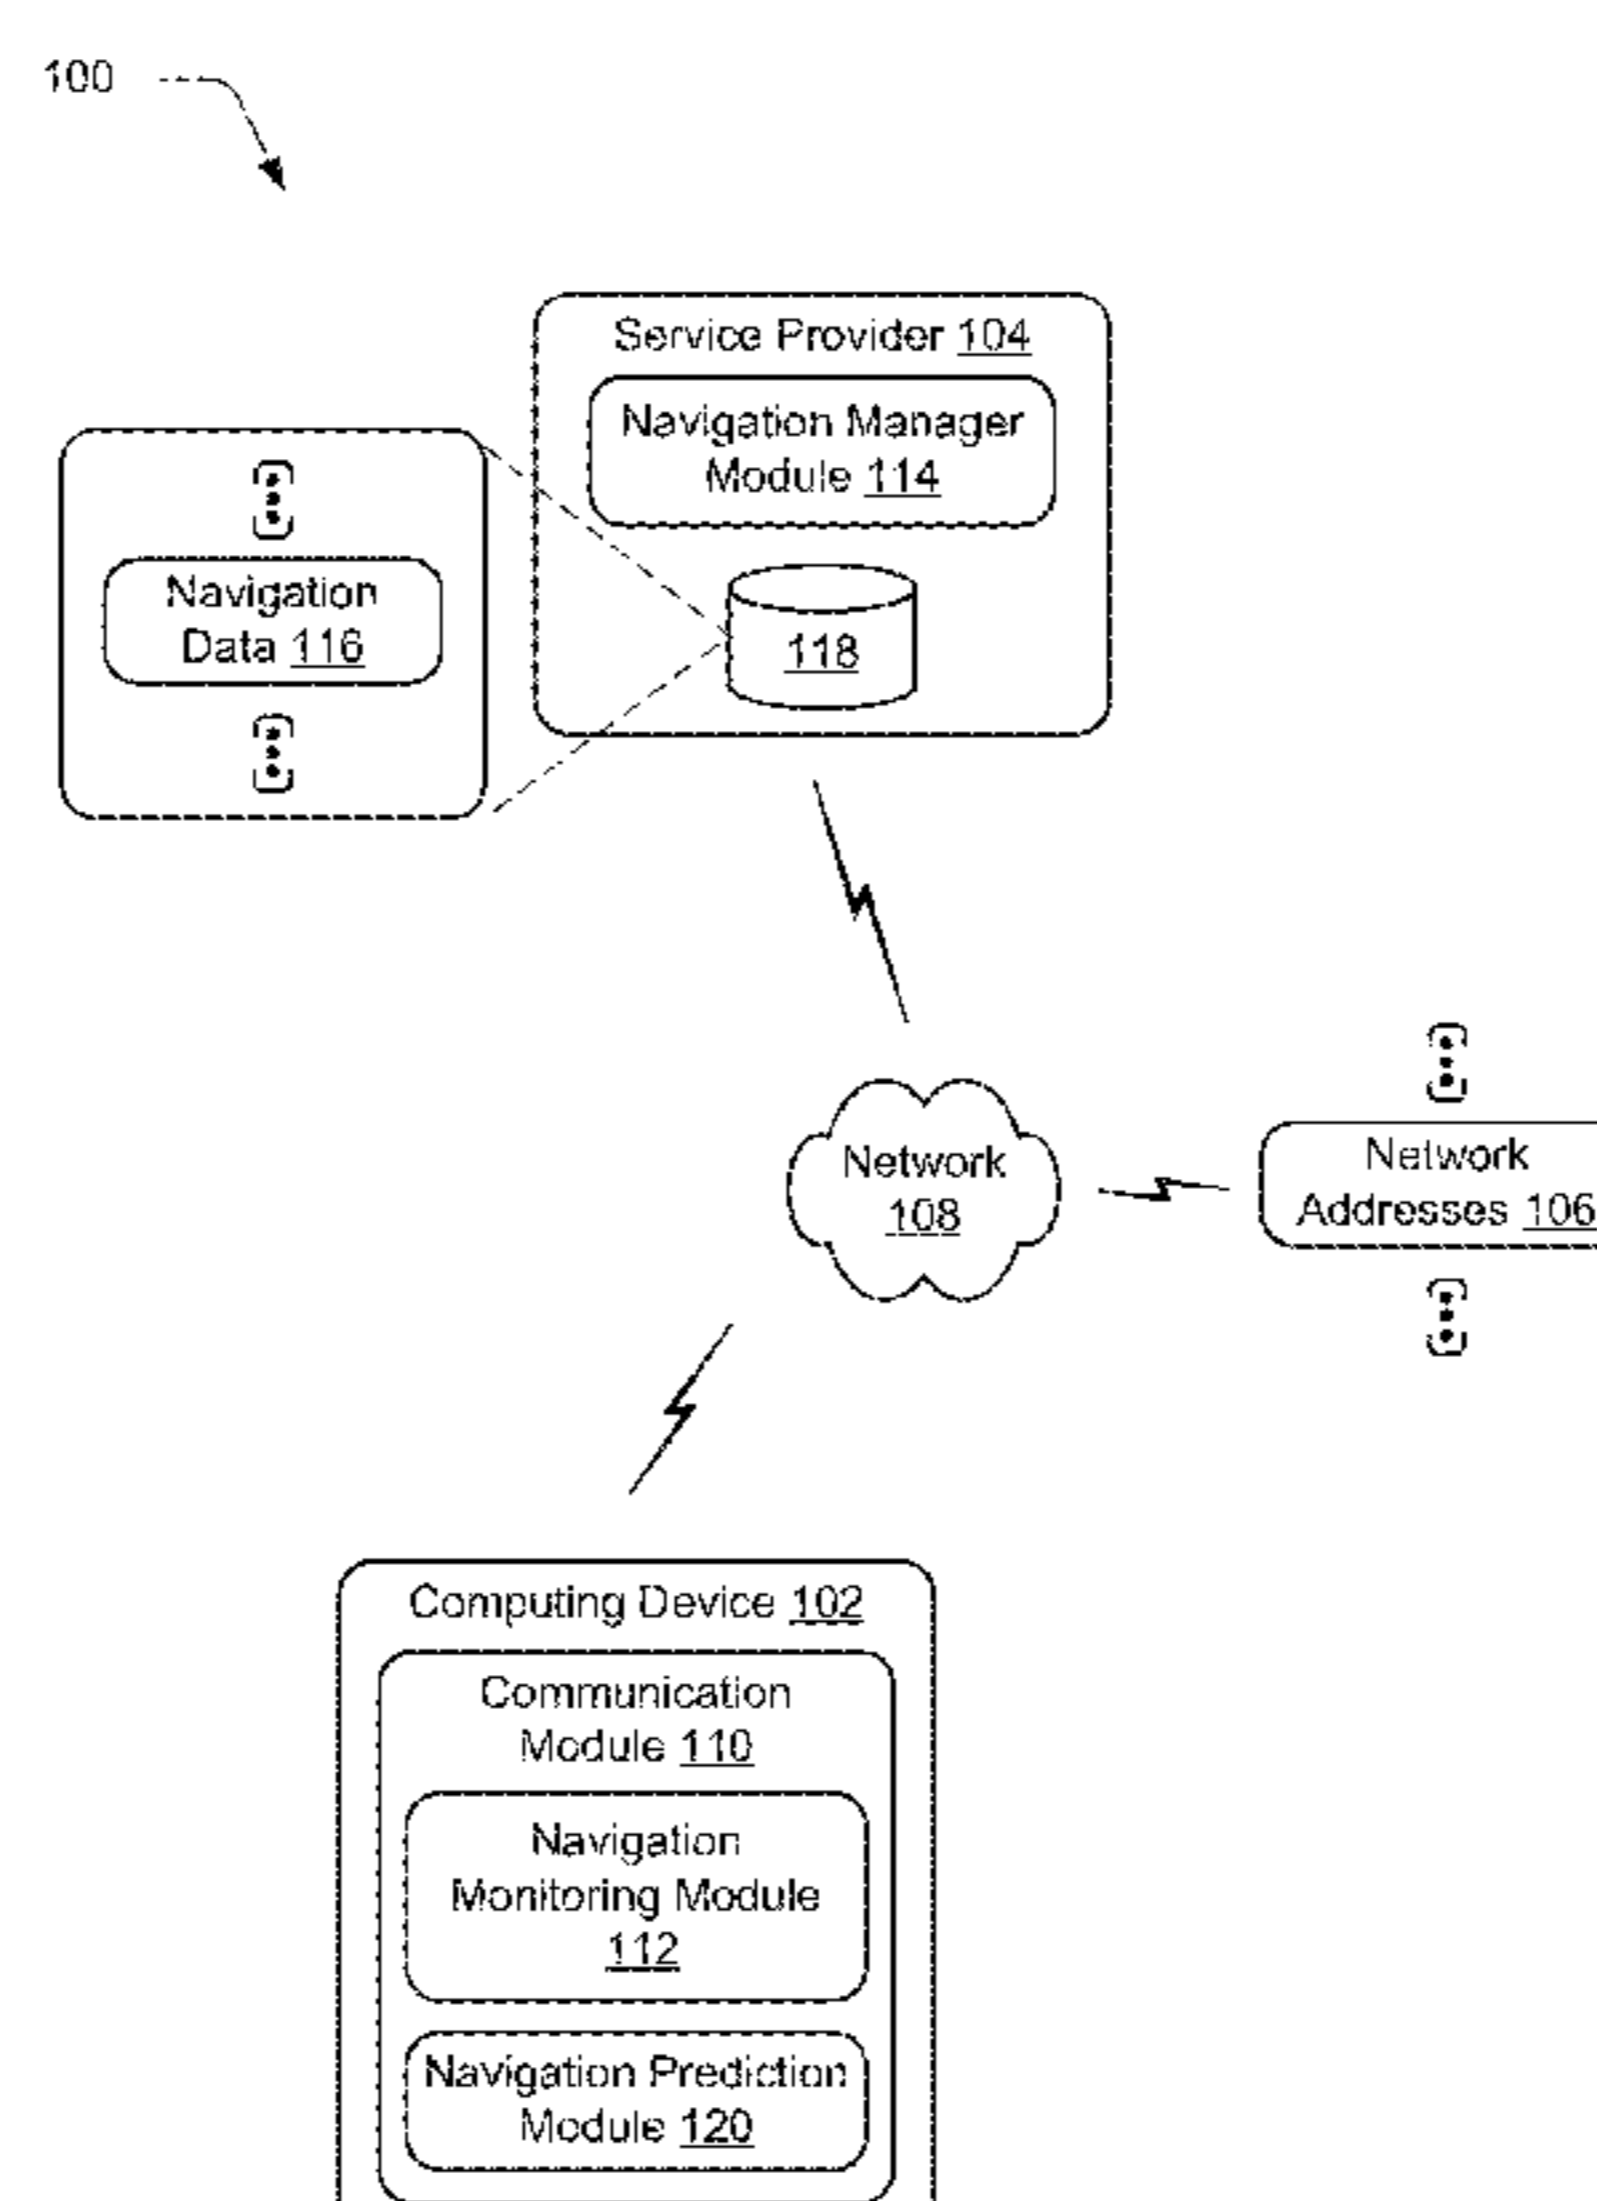 100
Service Provider 104
Navigation Manager
Module 114
Navigation
Data 116
118
Network
108
Network
Addresses 106
Computing Device 102
Communication
Module 110
Navigation
Monitoring Module
112
Navigation Prediction
Module 120